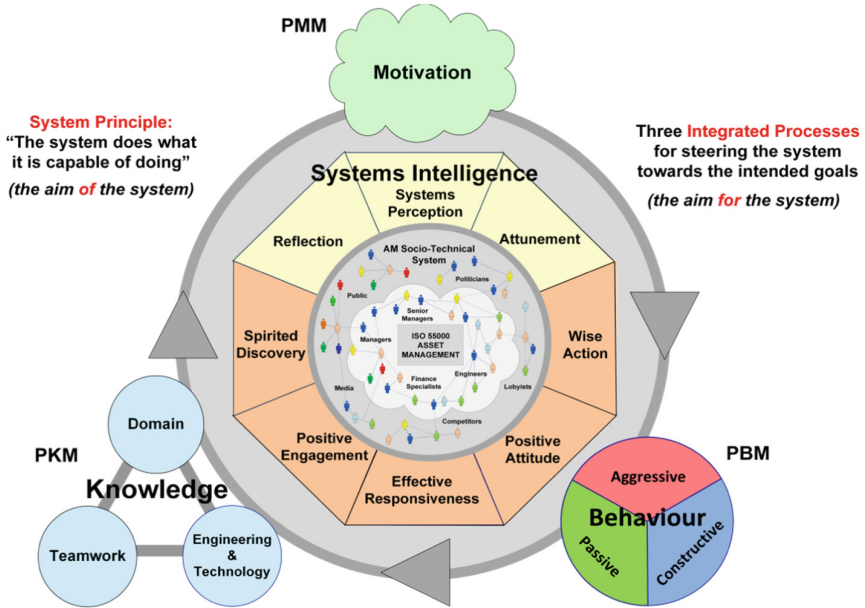 PMM
Motivation
System Principle:
“The system does what
it is capable of doing”
(the aim of the system)
Three Integrated Processes
for steering the system
towards the intended goals
(the aim for the system)
Systems Intelligence
Systems
Perception
Reflection
Attunement
AM Socio-Technical
System
Politicians
Public
Senior
Managers
ISO 55000
ASSET
MANAGEMENT
Managers
Engineers
Finance
Specialists
Media
Lobyists
Competitors
Spirited
Discovery
Wise
Action
Positive
Engagement
Positive
Attitude
Effective
Responsiveness
PKM
Domain
Knowledge
Teamwork
Engineering
&
Technology
PBM
Aggressive
Behaviour
Passive
Constructive